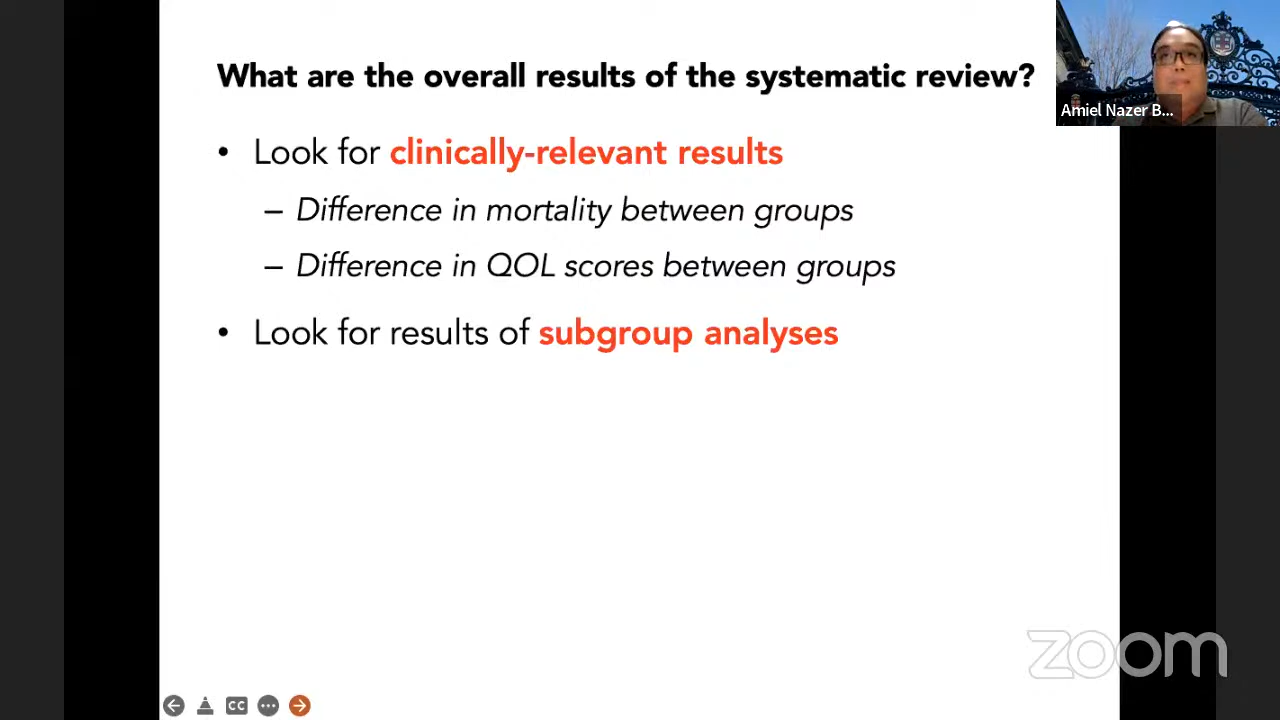 What are the overall results of the systematic review?
Amiel Nazer B...
• Look for clinically-relevant results
– Difference in mortality between groups
– Difference in QOL scores between groups
• Look for results of subgroup analyses
zoom
CC